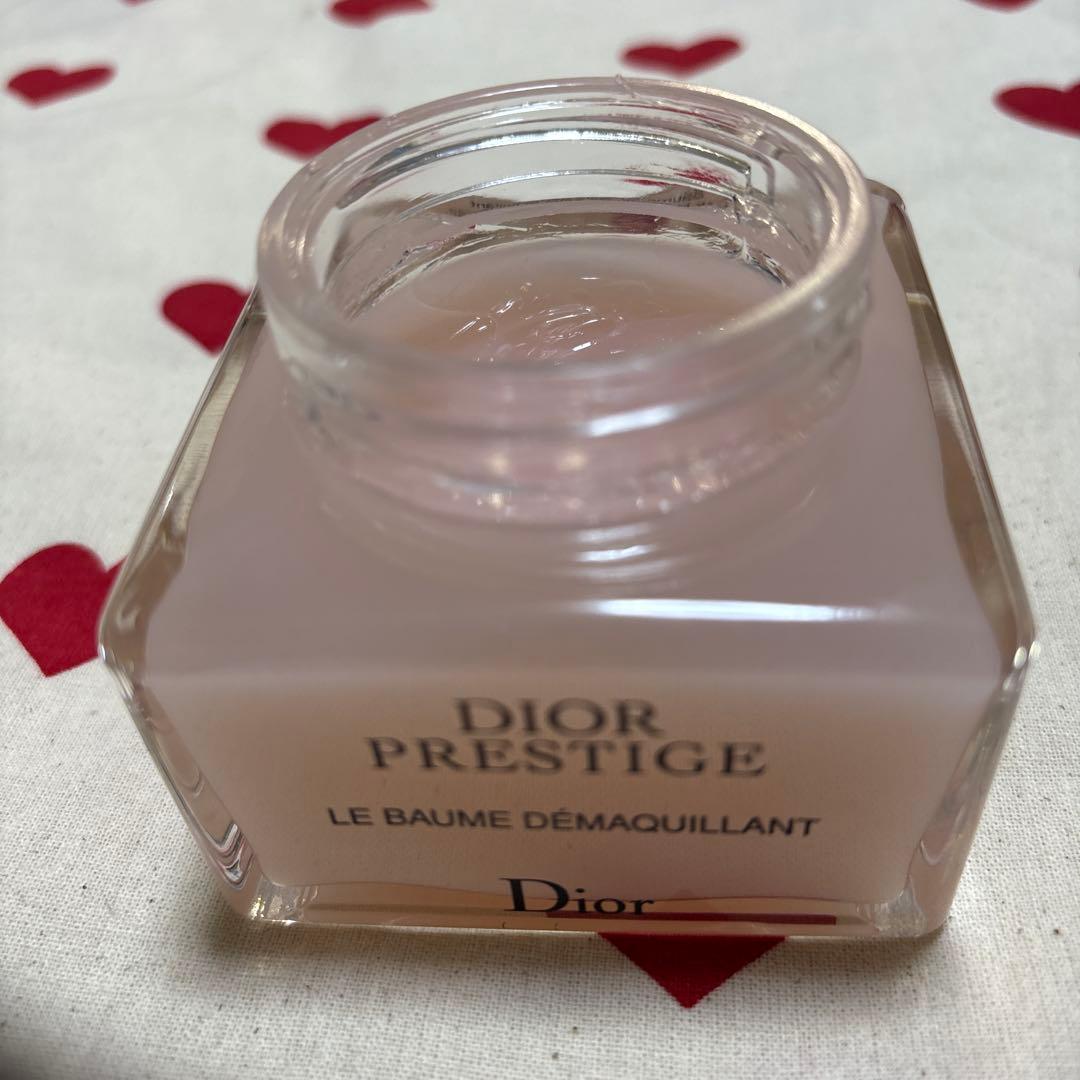 DIOR
PRESTIGE
LE BAUME DÉMAQUILLANT
Dior